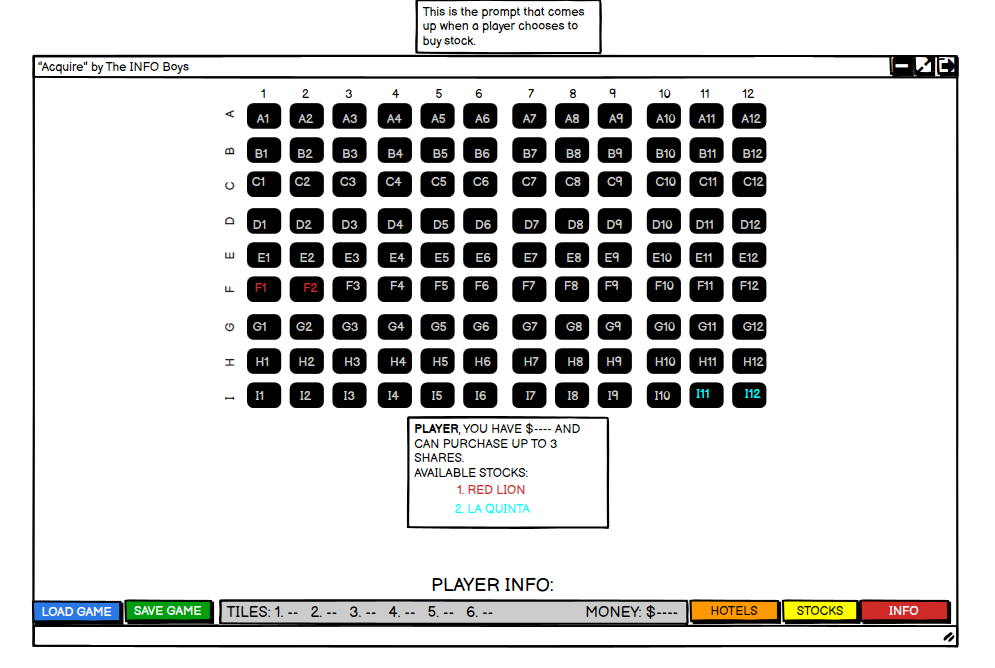 This is the prompt that comes
up when a player chooses to
buy stock.
"Acquire" by The INFO Boys
1 2 3 4 5 6 7 8 9 10 11 12
A A1 A2 A3 A4 A5 A6 A7 A8 A9 A10 A11 A12
B B1 B2 B3 B4 B5 B6 B7 B8 B9 B10 B11 B12
C C1 C2 C3 C4 C5 C6 C7 C8 C9 C10 C11 C12
D D1 D2 D3 D4 D5 D6 D7 D8 D9 D10 D11 D12
E E1 E2 E3 E4 E5 E6 E7 E8 E9 E10 E11 E12
F F1 F2 F3 F4 F5 F6 F7 F8 F9 F10 F11 F12
G G1 G2 G3 G4 G5 G6 G7 G8 G9 G10 G11 G12
H H1 H2 H3 H4 H5 H6 H7 H8 H9 H10 H11 H12
I I1 I2 I3 I4 I5 I6 I7 I8 I9 I10 I11 I12
PLAYER, YOU HAVE $---- AND
CAN PURCHASE UP TO 3
SHARES.
AVAILABLE STOCKS:
1. RED LION
2. LA QUINTA
PLAYER INFO:
LOAD GAME SAVE GAME TILES: 1. -- 2. -- 3. -- 4. -- 5. -- 6. -- MONEY: $---- HOTELS STOCKS INFO